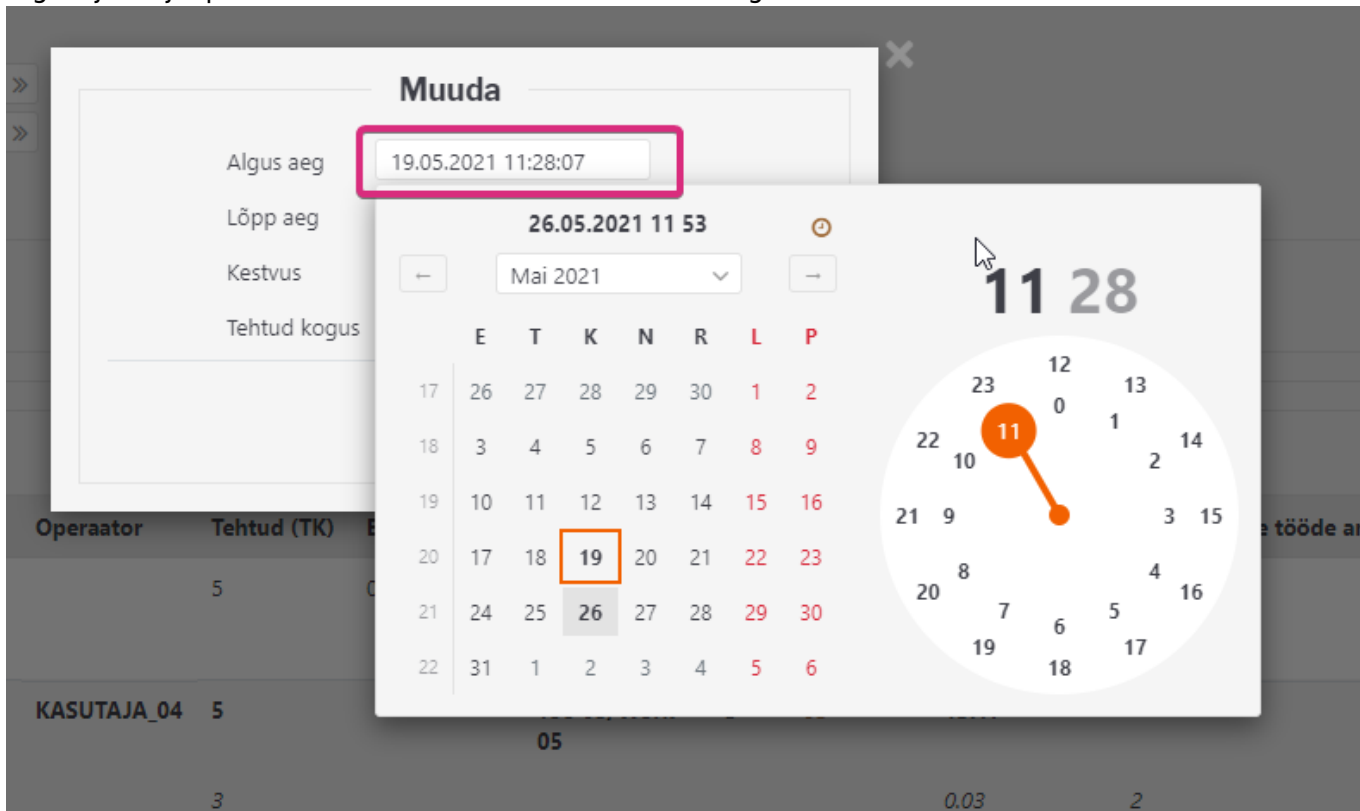 Muuda
Algus aeg 19.05.2021 11:28:07
Lõpp aeg
Kestvus
Tehtud kogus
26.05.2021 11 53
← Mai 2021 →
E T K N R L P
17 26 27 28 29 30 1 2
18 3 4 5 6 7 8 9
19 10 11 12 13 14 15 16
20 17 18 19 20 21 22 23
21 24 25 26 27 28 29 30
22 31 1 2 3 4 5 6
11 28
12
23 13
0
11 1
22 14
10 2
21 9 3 15
8 4
20 16
7 5
6
19 17
18
Operaator Tehtud (TK) tööde
5
KASUTAJA_04 5
05
3 0.03 2